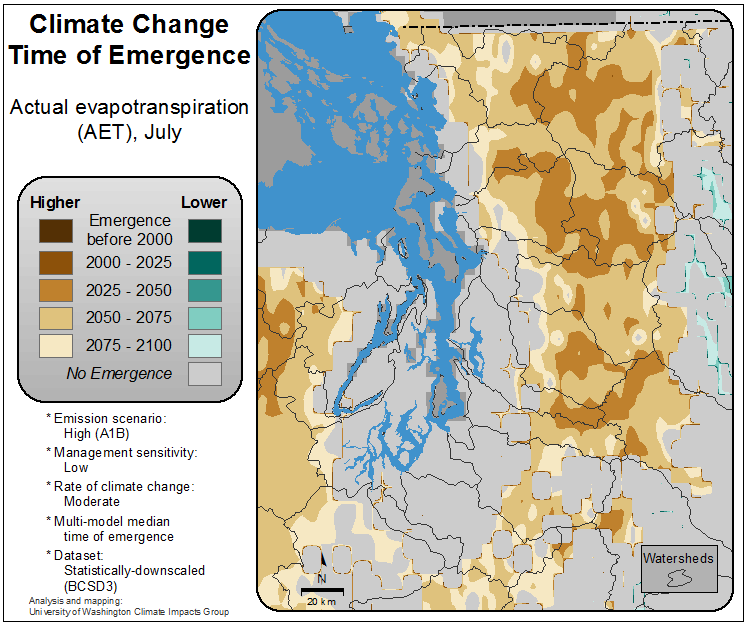 Climate Change
Time of Emergence
Actual evapotranspiration
(AET), July
Higher Lower
Emergence
before 2000
2000 - 2025
2025 - 2050
2050 - 2075
2075 - 2100
No Emergence
* Emission scenario:
High (A1B)
* Management sensitivity:
Low
* Rate of climate change:
Moderate
* Multi-model median
time of emergence
* Dataset:
Statistically-downscaled
(BCSD3)
Analysis and mapping:
University of Washington Climate Impacts Group
N
20 km
Watersheds